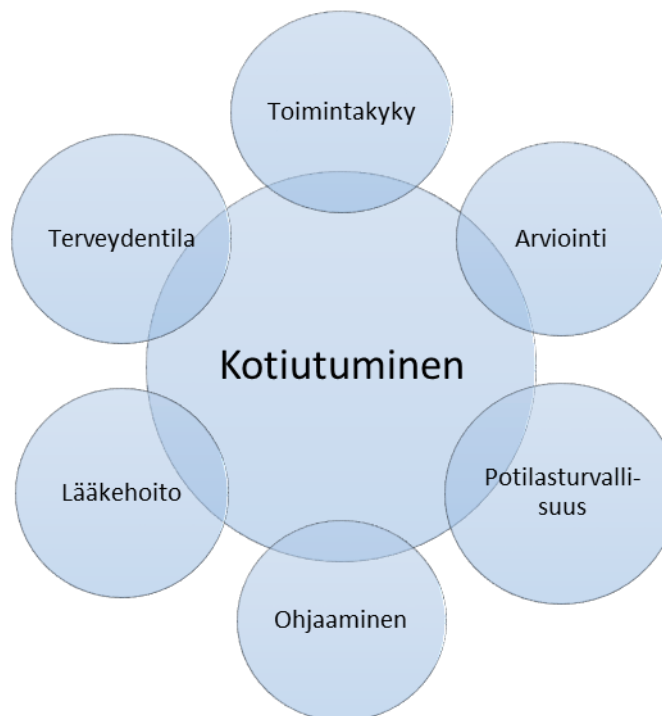 Toimintakyky
Terveydentila
Arviointi
Kotiutuminen
Lääkehoito
Potilasturvalli-
suus
Ohjaaminen